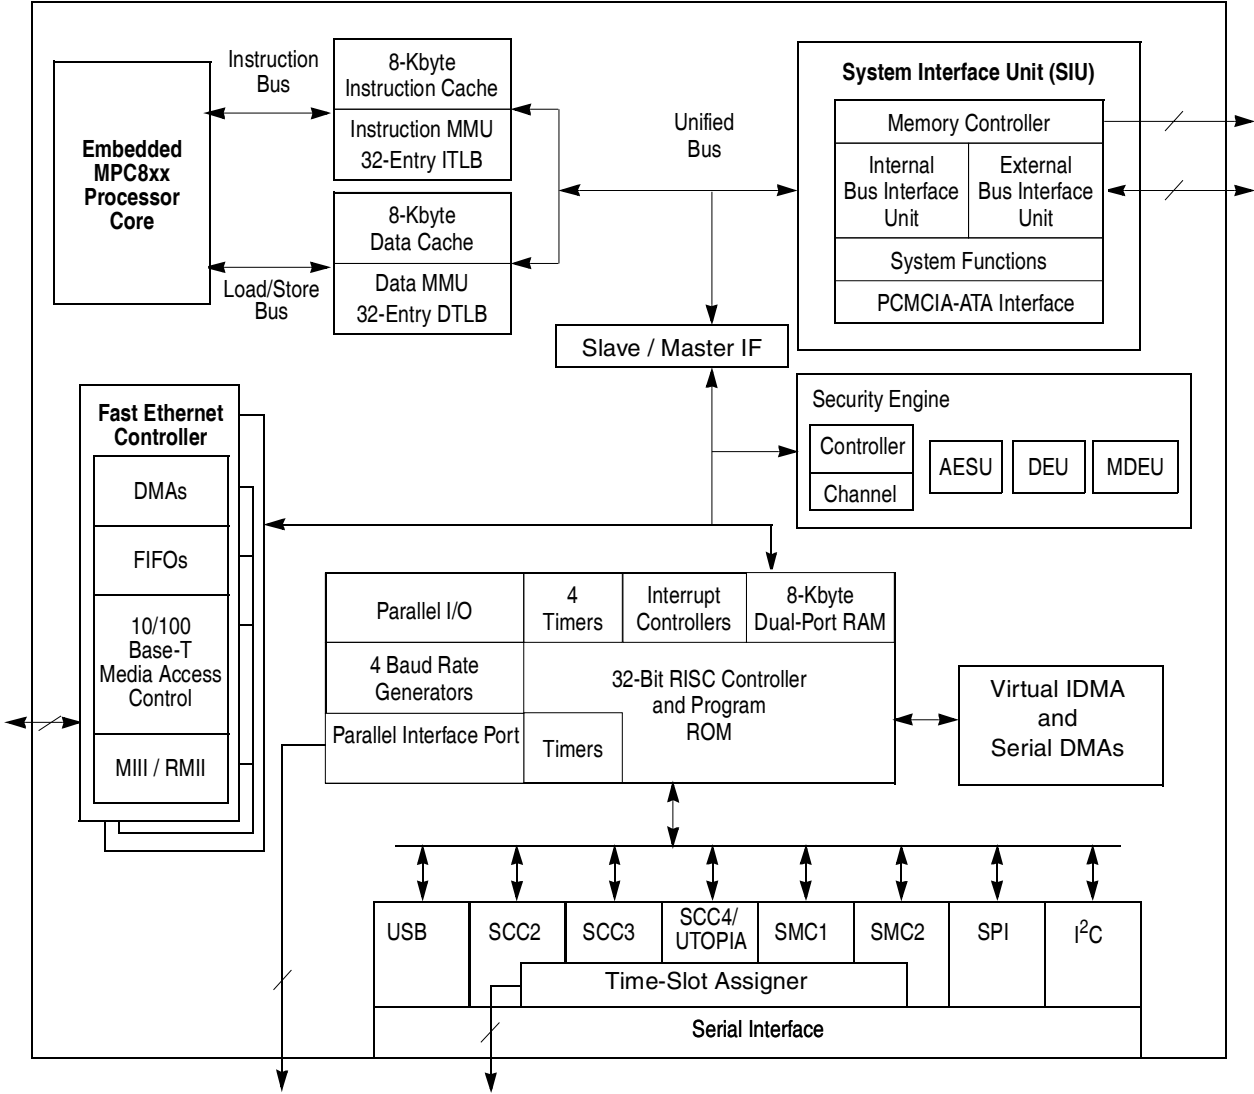 Instruction
Bus
8-Kbyte
Instruction Cache
Instruction MMU
32-Entry ITLB
Embedded
MPC8xx
Processor
Core
8-Kbyte
Data Cache
Data MMU
32-Entry DTLB
Load/Store
Bus
Unified
Bus
System Interface Unit (SIU)
Memory Controller
Internal
Bus Interface
Unit
External
Bus Interface
Unit
System Functions
PCMCIA-ATA Interface
Slave / Master IF
Security Engine
Controller
Channel
AESU
DEU
MDEU
Fast Ethernet
Controller
DMAs
FIFOs
10/100
Base-T
Media Access
Control
MIII / RMII
Parallel I/O
4
Timers
Interrupt
Controllers
8-Kbyte
Dual-Port RAM
4 Baud Rate
Generators
32-Bit RISC Controller
and Program
ROM
Parallel Interface Port
Timers
Virtual IDMA
and
Serial DMAs
USB
SCC2
SCC3
SCC4/
UTOPIA
SMC1
SMC2
SPI
I²C
Time-Slot Assigner
Serial Interface